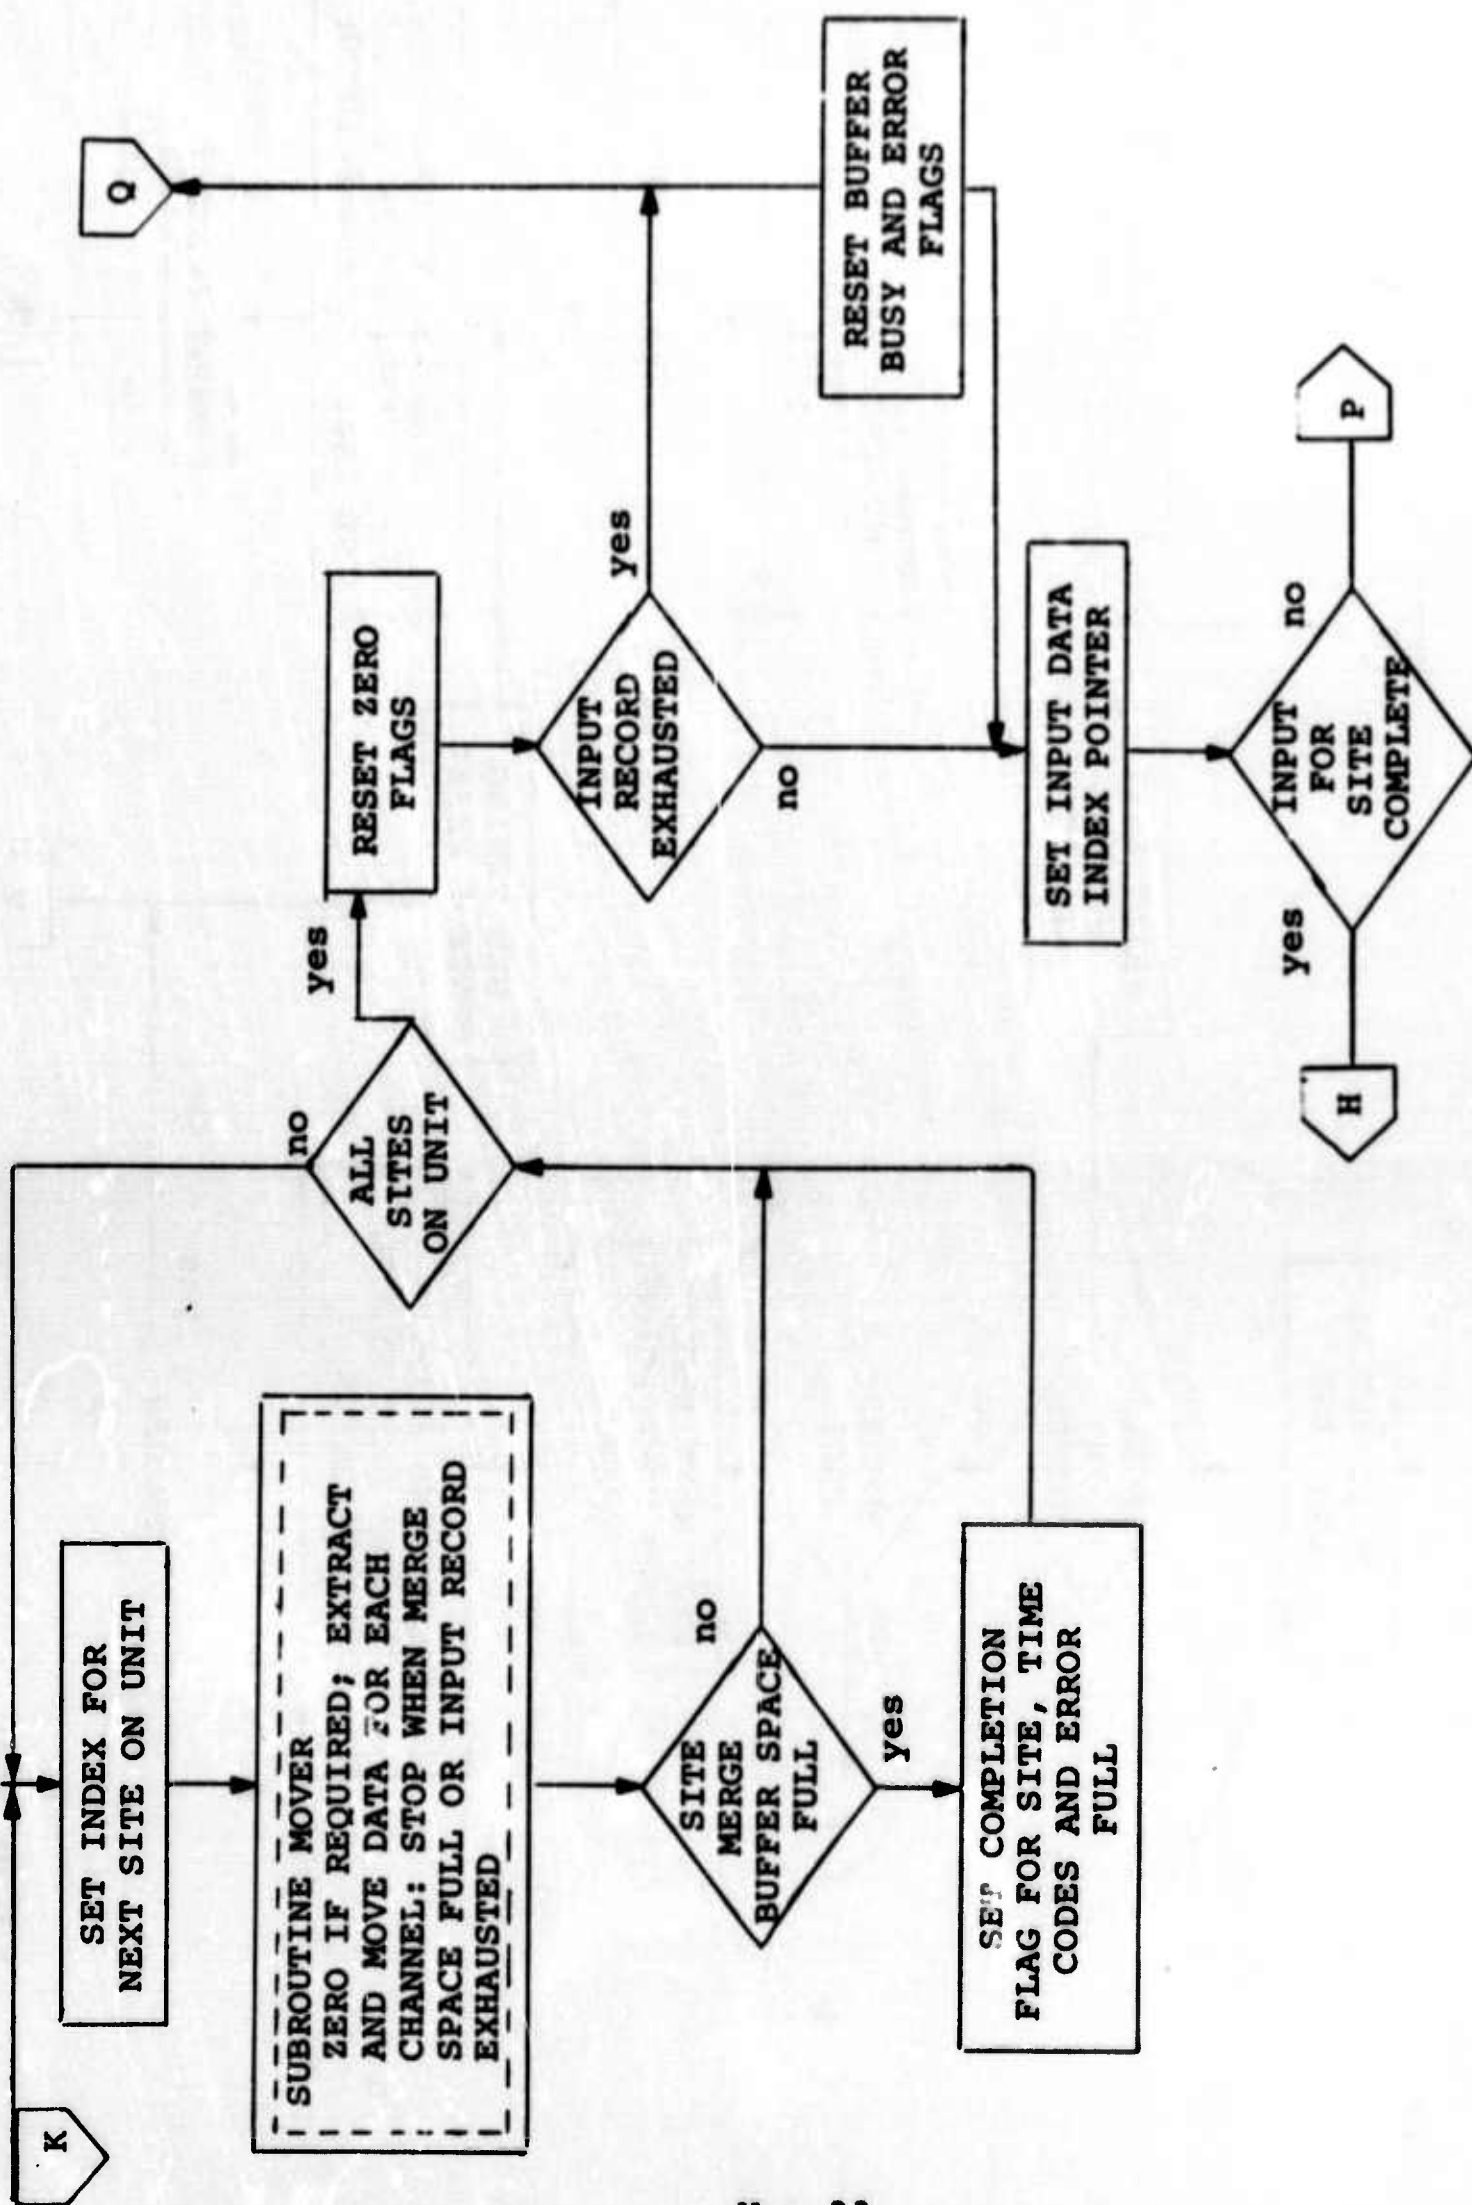 K
SET INDEX FOR
NEXT SITE ON UNIT
SUBROUTINE MOVER
ZERO IF REQUIRED; EXTRACT
AND MOVE DATA FOR EACH
CHANNEL: STOP WHEN MERGE
SPACE FULL OR INPUT RECORD
EXHAUSTED
SITE
MERGE
BUFFER SPACE
FULL
no
yes
SET COMPLETION
FLAG FOR SITE, TIME
CODES AND ERROR
FULL
ALL
SITES
ON UNIT
no
yes
RESET ZERO
FLAGS
INPUT
RECORD
EXHAUSTED
yes
no
Q
RESET BUFFER
BUSY AND ERROR
FLAGS
SET INPUT DATA
INDEX POINTER
INPUT
FOR
SITE
COMPLETE
yes
no
H
P